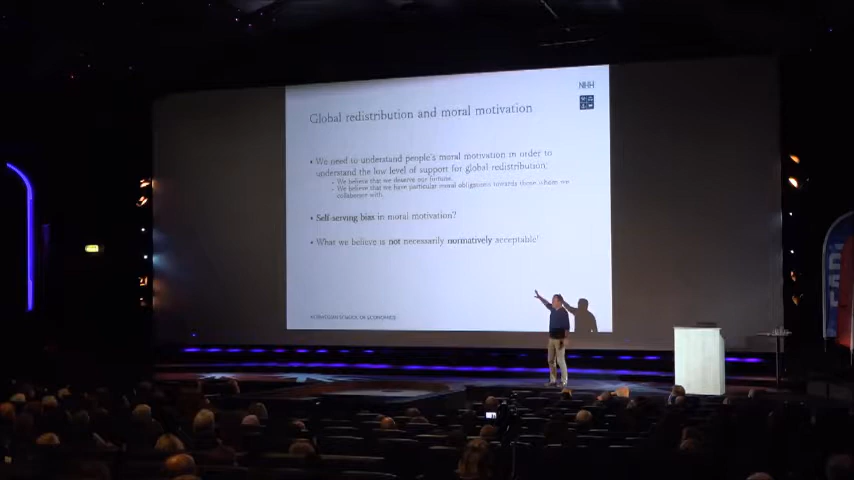 NHH
Global redistribution and moral motivation
• We need to understand people's moral motivation in order to
understand the low level of support for global redistribution:
• We believe that we deserve our fortune.
• We believe that we have particular moral obligations towards those whom we
collaborate with.
• Self-serving bias in moral motivation?
• What we believe is not necessarily normatively acceptable!
NORWEGIAN SCHOOL OF ECONOMICS